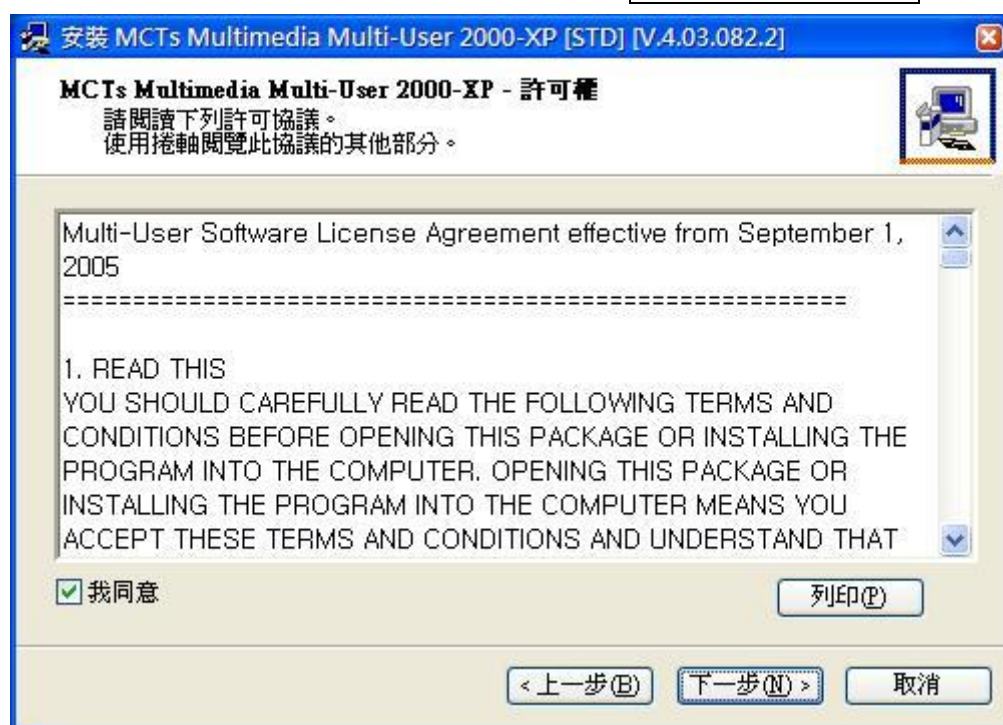 安裝 MCTs Multimedia Multi-User 2000-XP [STD] [V.4.03.082.2]
MCTs Multimedia Multi-User 2000-XP - 許可權
請閱讀下列許可協議。
使用捲軸閱覽此協議的其他部分。
Multi-User Software License Agreement effective from September 1,
2005
========================================================
1. READ THIS
YOU SHOULD CAREFULLY READ THE FOLLOWING TERMS AND
CONDITIONS BEFORE OPENING THIS PACKAGE OR INSTALLING THE
PROGRAM INTO THE COMPUTER. OPENING THIS PACKAGE OR
INSTALLING THE PROGRAM INTO THE COMPUTER MEANS YOU
ACCEPT THESE TERMS AND CONDITIONS AND UNDERSTAND THAT
我同意
列印(P)
<上一步(B) 下一步(N)> 取消